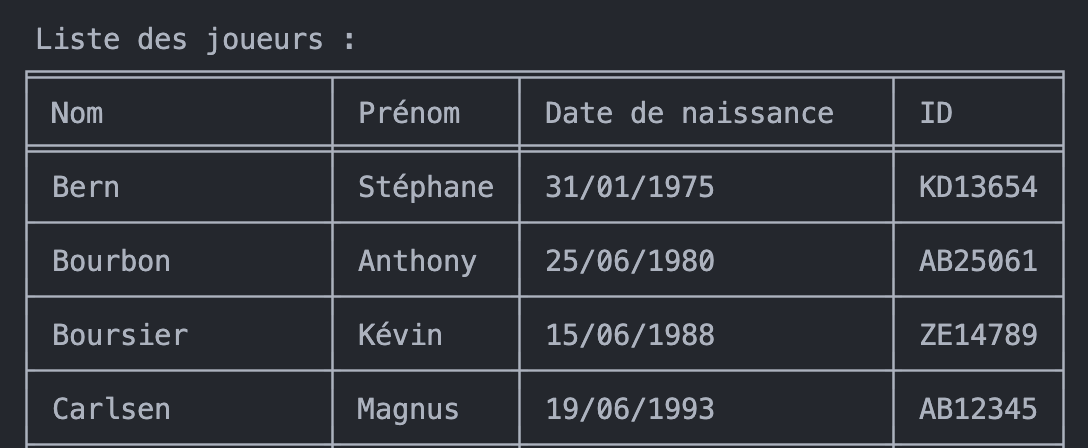 Liste des joueurs :
Nom Prénom Date de naissance ID
Bern Stéphane 31/01/1975 KD13654
Bourbon Anthony 25/06/1980 AB25061
Boursier Kévin 15/06/1988 ZE14789
Carlsen Magnus 19/06/1993 AB12345